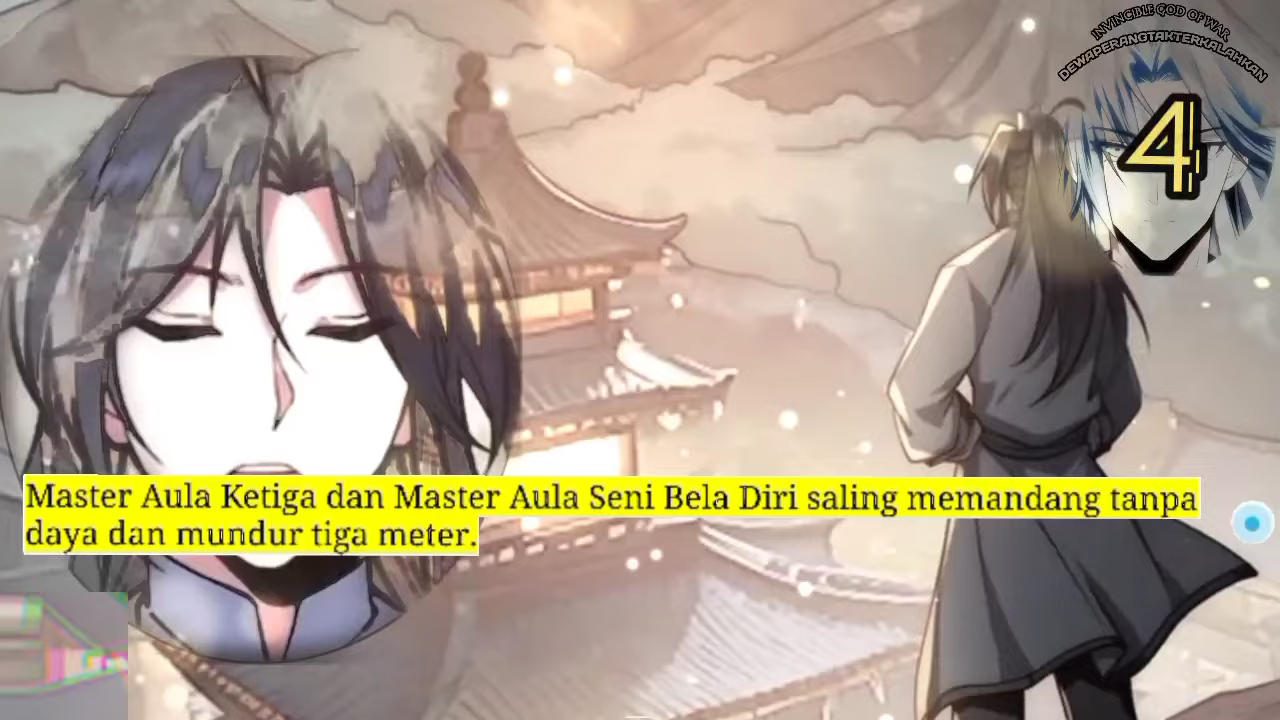 INVINCIBLE GOD OF WAR
DEWAPERANGTAKTERKALAHKAN
4
Master Aula Ketiga dan Master Aula Seni Bela Diri saling memandang tanpa
daya dan mundur tiga meter.